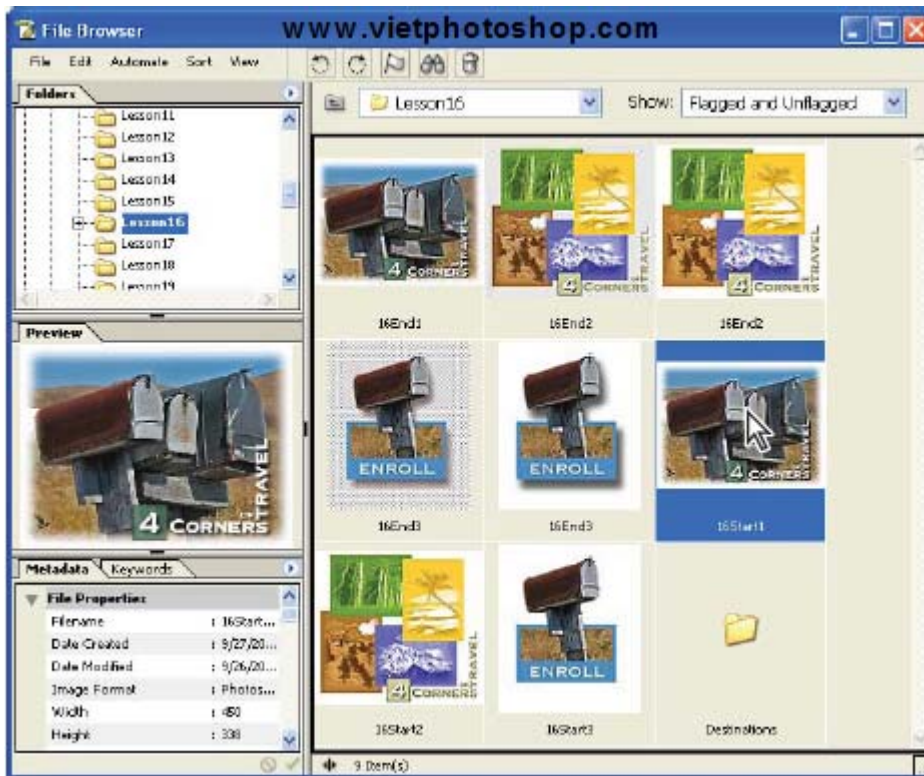 File Browser
www.vietphotoshop.com
File Edit Automate Sort View
Folders
Lesson11
Lesson12
Lesson13
Lesson14
Lesson15
Lesson16
Lesson17
Lesson18
Lesson19
Lesson16
Show: Flagged and Unflagged
Preview
4 CORNERS TRAVEL
Metadata Keywords
File Properties
Filename : 16Start...
Date Created : 9/27/20...
Date Modified : 9/26/20...
Image Format : Photos...
Width : 450
Height : 338
4 CORNERS TRAVEL
4 CORNERS TRAVEL
4 CORNERS TRAVEL
16End1 16End2 16End2
ENROLL
ENROLL
4 CORNERS TRAVEL
16End3 16End3 16Start1
4 CORNERS TRAVEL
ENROLL
16Start2 16Start3 Destinations
9 Item(s)